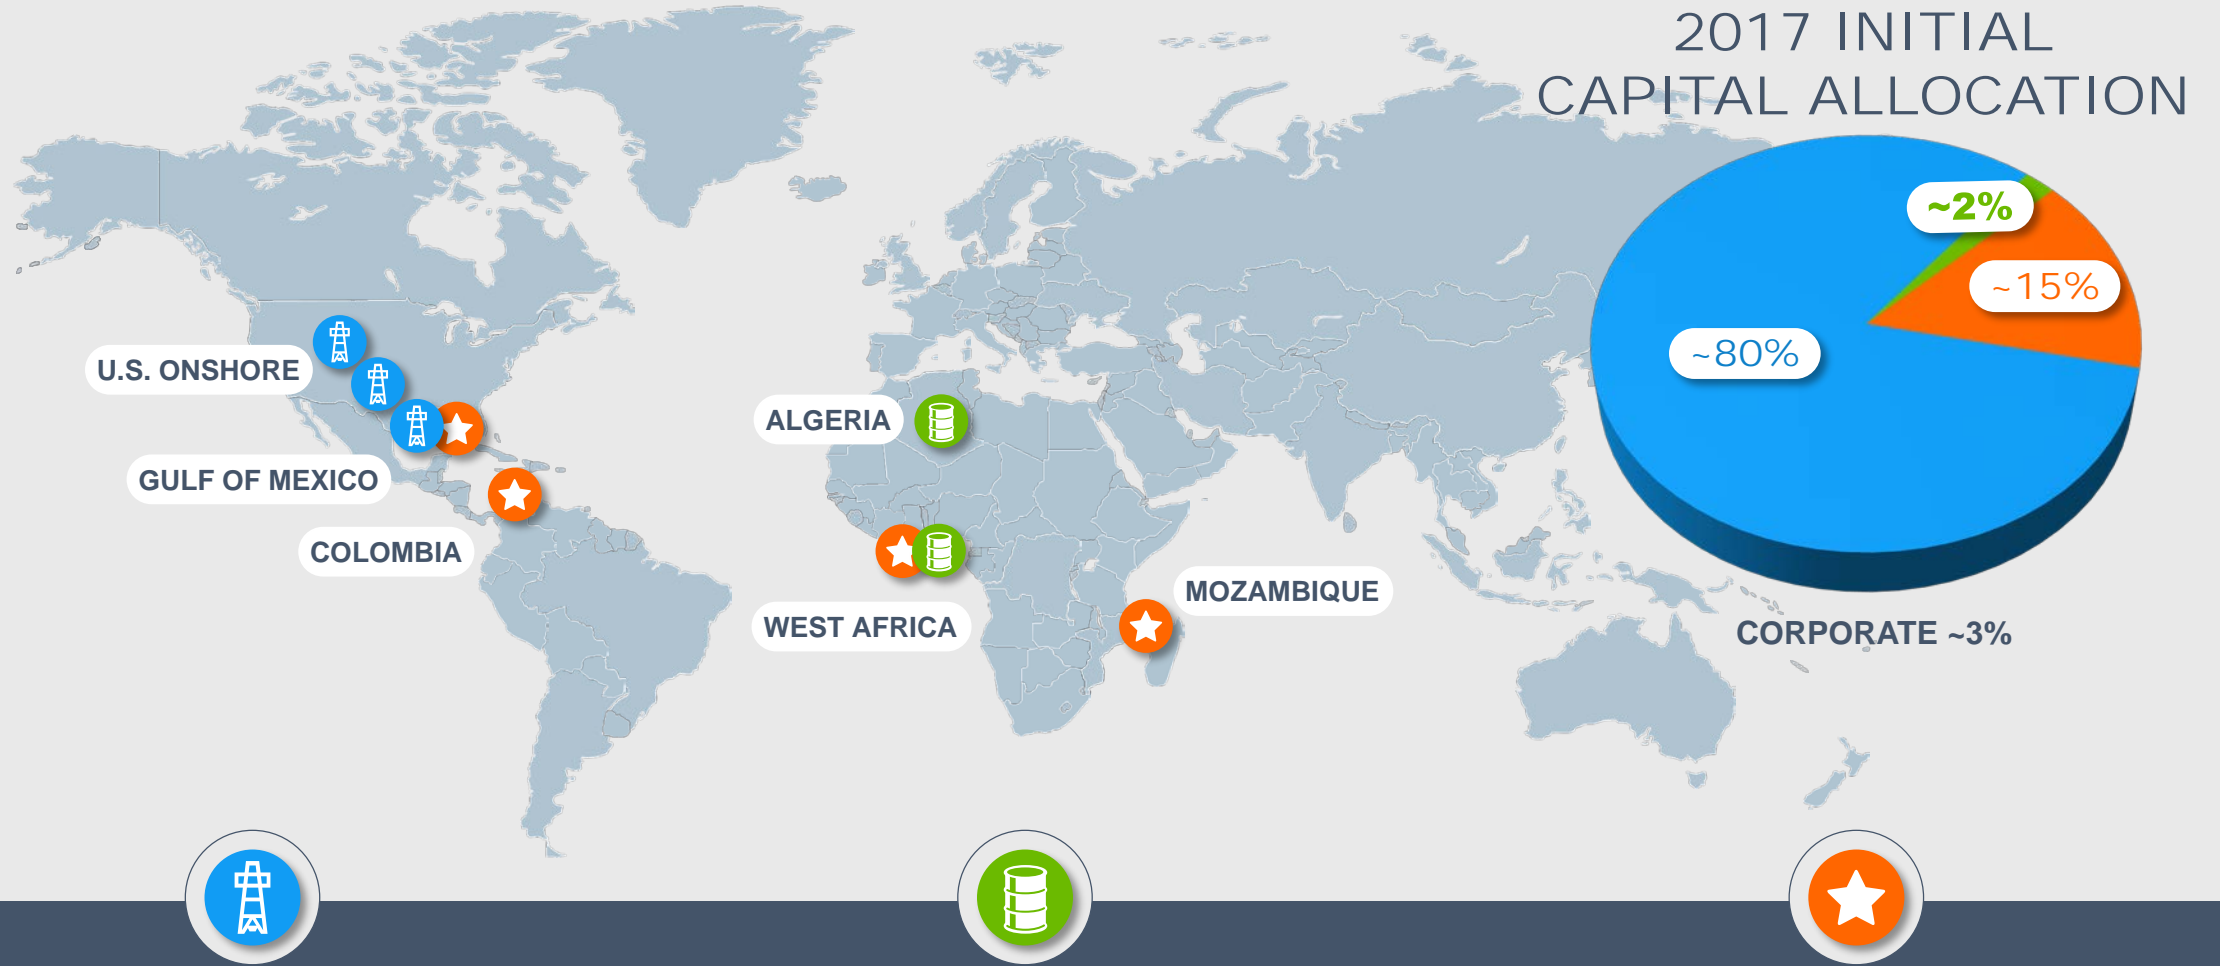 2017 INITIAL
CAPITAL ALLOCATION
~2%
~15%
~80%
U.S. ONSHORE
ALGERIA
GULF OF MEXICO
COLOMBIA
MOZAMBIQUE
WEST AFRICA
CORPORATE ~3%